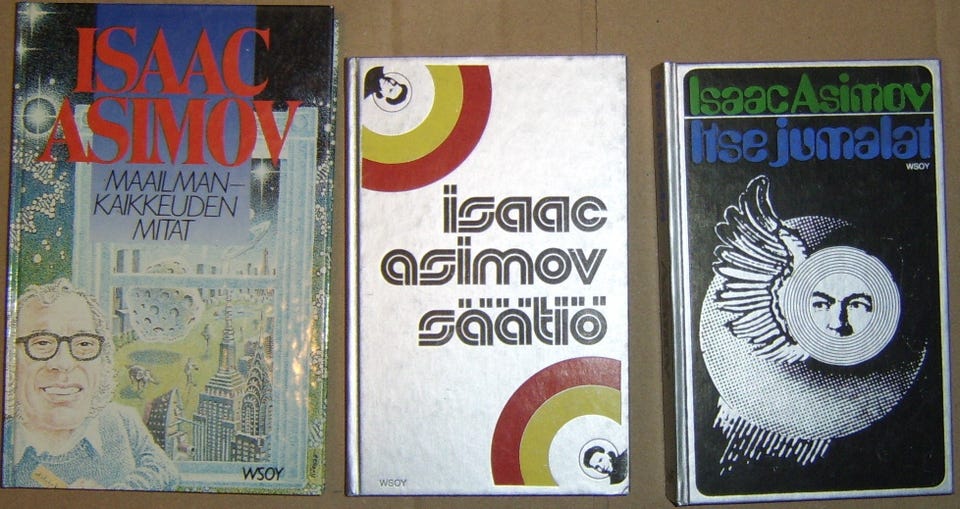 ISAAC
ASIMOV
MAAILMAN-
KAIKKEUDEN
MITAT
WSOY
isaac
asimov
säätiö
WSOY
Isaac Asimov
Itse jumalat
WSOY